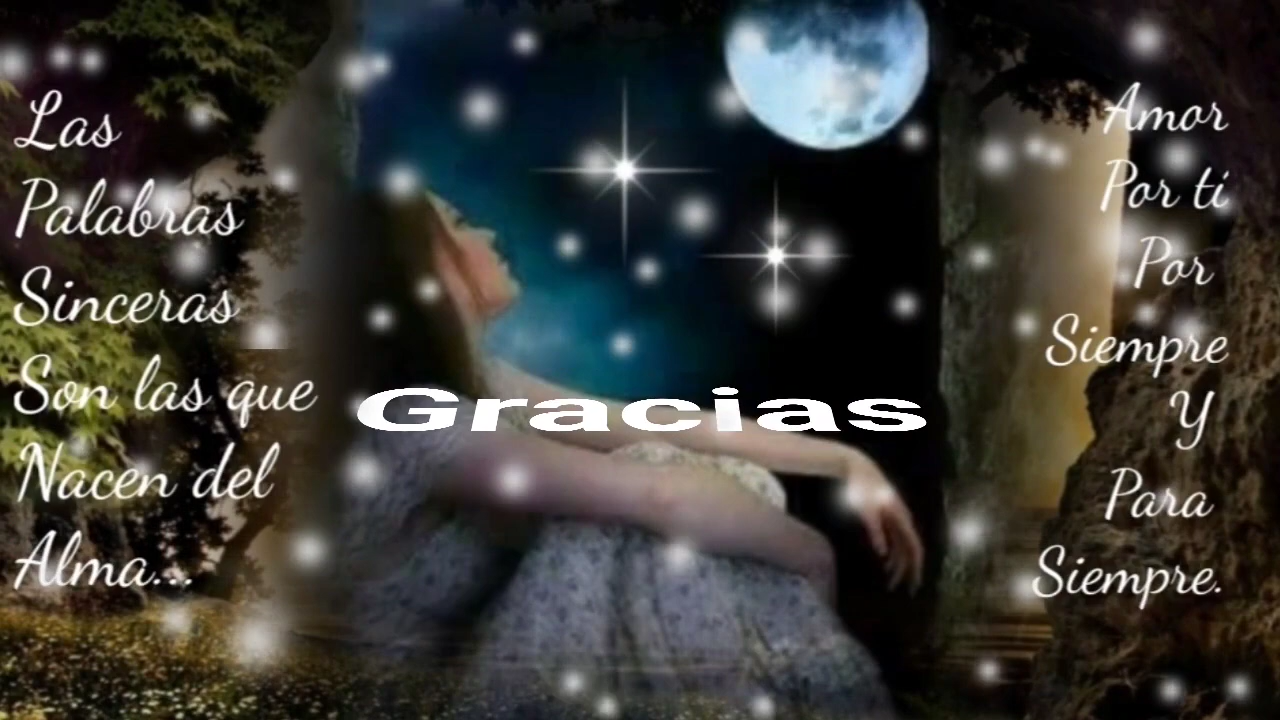 Las
Palabras
Sinceras
Son las que
Nacen del
Alma...
Gracias
Amor
Por ti
Por
Siempre
Y
Para
Siempre.